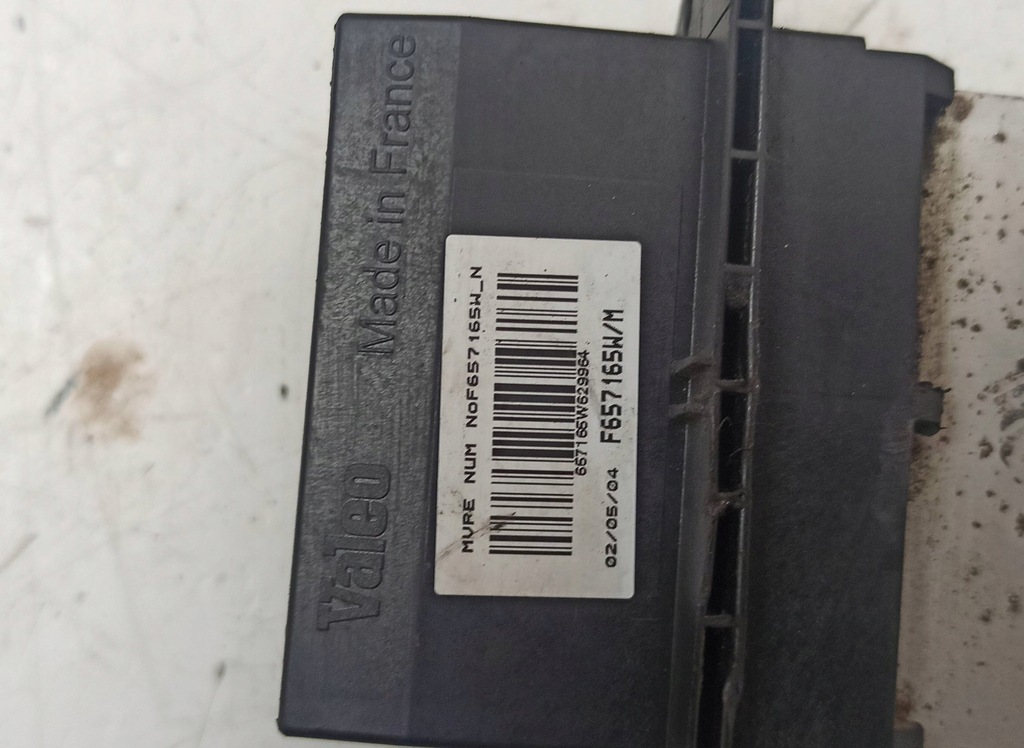 Valeo Made in France
MVRE NUM NoF657165W_N
657165W629964
02/05/04 F657165W/M